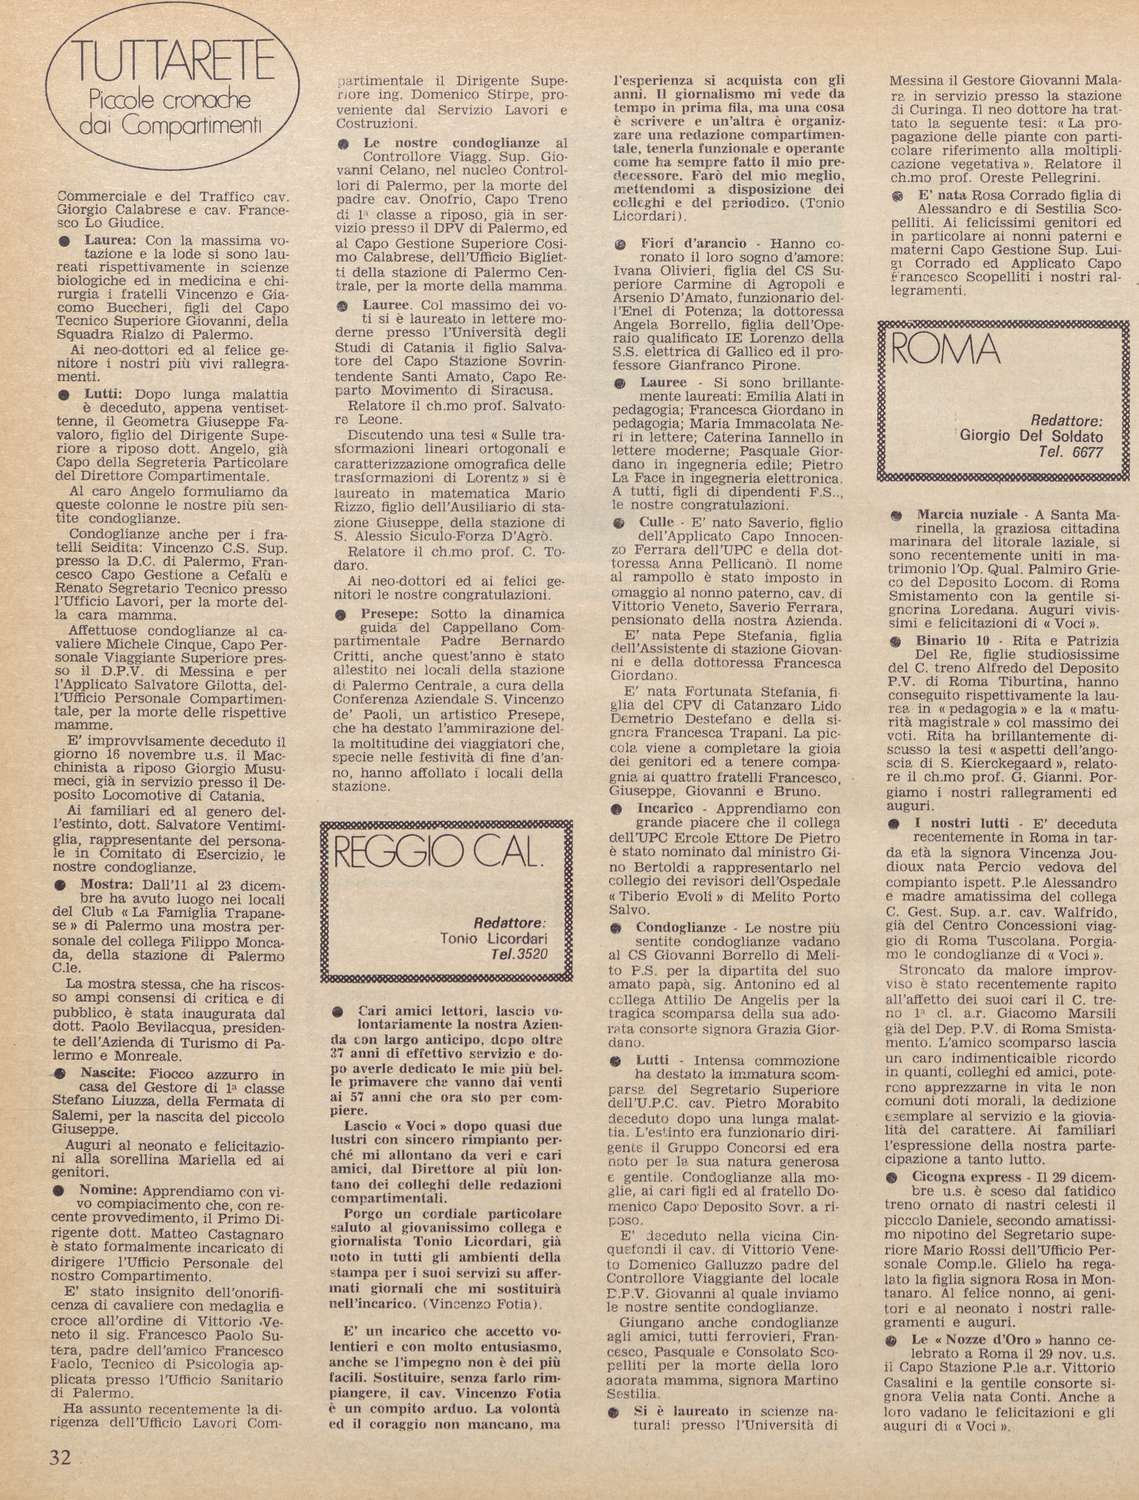 TUTTARETE
Piccole cronache
dai Compartimenti
Commerciale e del Traffico cav.
Giorgio Calabrese e cav. France-
sco Lo Giudice.
● Laurea: Con la massima vo-
tazione e la lode si sono lau-
reati rispettivamente in scienze
biologiche ed in medicina e chi-
rurgia i fratelli Vincenzo e Gia-
como Buccheri, figli del Capo
Tecnico Superiore Giovanni, della
Squadra Rialzo di Palermo.
Ai neo-dottori ed al felice ge-
nitore i nostri più vivi rallegra-
menti.
● Lutti: Dopo lunga malattia
è deceduto, appena ventiset-
tenne, il Geometra Giuseppe Fa-
valoro, figlio del Dirigente Supe-
riore a riposo dott. Angelo, già
Capo della Segreteria Particolare
del Direttore Compartimentale.
Al caro Angelo formuliamo da
queste colonne le nostre più sen-
tite condoglianze.
Condoglianze anche per i fra-
telli Seidita: Vincenzo C.S. Sup.
presso la D.C. di Palermo, Fran-
cesco Capo Gestione a Cefalù e
Renato Segretario Tecnico presso
l'Ufficio Lavori, per la morte del-
la cara mamma.
Affettuose condoglianze al ca-
valiere Michele Cinque, Capo Per-
sonale Viaggiante Superiore pres-
so il D.P.V. di Messina e per
l'Applicato Salvatore Gilotta, del-
l'Ufficio Personale Compartimen-
tale, per la morte delle rispettive
mamme.
E' improvvisamente deceduto il
giorno 16 novembre u.s. il Mac-
chinista a riposo Giorgio Musu-
meci, già in servizio presso il De-
posito Locomotive di Catania.
Ai familiari ed al genero del-
l'estinto, dott. Salvatore Ventimi-
glia, rappresentante del persona-
le in Comitato di Esercizio, le
nostre condoglianze.
● Mostra: Dall'11 al 23 dicem-
bre ha avuto luogo nei locali
del Club « La Famiglia Trapane-
se » di Palermo una mostra per-
sonale del collega Filippo Monca-
da, della stazione di Palermo
C.le.
La mostra stessa, che ha riscos-
so ampi consensi di critica e di
pubblico, è stata inaugurata dal
dott. Paolo Bevilacqua, presiden-
te dell'Azienda di Turismo di Pa-
lermo e Monreale.
● Nascite: Fiocco azzurro in
casa del Gestore di 1ª classe
Stefano Liuzza, della Fermata di
Salemi, per la nascita del piccolo
Giuseppe.
Auguri al neonato e felicitazio-
ni alla sorellina Mariella ed ai
genitori.
● Nomine: Apprendiamo con vi-
vo compiacimento che, con re-
cente provvedimento, il Primo Di-
rigente dott. Matteo Castagnaro
è stato formalmente incaricato di
dirigere l'Ufficio Personale del
nostro Compartimento.
E' stato insignito dell'onorifi-
cenza di cavaliere con medaglia e
croce all'ordine di Vittorio Ve-
neto il sig. Francesco Paolo Su-
tera, padre dell'amico Francesco
Paolo, Tecnico di Psicologia ap-
plicata presso l'Ufficio Sanitario
di Palermo.
Ha assunto recentemente la di-
rigenza dell'Ufficio Lavori Com-
32
partimentale il Dirigente Supe-
riore ing. Domenico Stirpe, pro-
veniente dal Servizio Lavori e
Costruzioni.
● Le nostre condoglianze al
Controllore Viagg. Sup. Gio-
vanni Celano, nel nucleo Control-
lori di Palermo, per la morte del
padre cav. Onofrio, Capo Treno
di 1ª classe a riposo, già in ser-
vizio presso il DPV di Palermo, ed
al Capo Gestione Superiore Cosi-
mo Calabrese, dell'Ufficio Bigliet-
ti della stazione di Palermo Cen-
trale, per la morte della mamma.
● Lauree. Col massimo dei vo-
ti si è laureato in lettere mo-
derne presso l'Università degli
Studi di Catania il figlio Salva-
tore del Capo Stazione Sovrin-
tendente Santi Amato, Capo Re-
parto Movimento di Siracusa.
Relatore il ch.mo prof. Salvato-
re Leone.
Discutendo una tesi « Sulle tra-
sformazioni lineari ortogonali e
caratterizzazione omografica delle
trasformazioni di Lorentz » si è
laureato in matematica Mario
Rizzo, figlio dell'Ausiliario di sta-
zione Giuseppe, della stazione di
S. Alessio Siculo-Forza D'Agrò.
Relatore il ch.mo prof. C. To-
daro.
Ai neo-dottori ed ai felici ge-
nitori le nostre congratulazioni.
● Presepe: Sotto la dinamica
guida del Cappellano Com-
partimentale Padre Bernardo
Critti, anche quest'anno è stato
allestito nei locali della stazione
di Palermo Centrale, a cura della
Conferenza Aziendale S. Vincenzo
de' Paoli, un artistico Presepe,
che ha destato l'ammirazione del-
la moltitudine dei viaggiatori che,
specie nelle festività di fine d'an-
no, hanno affollato i locali della
stazione.
REGGIO CAL.
Redattore:
Tonio Licordari
Tel.3520
● Cari amici lettori, lascio vo-
lontariamente la nostra Azien-
da con largo anticipo, dopo oltre
37 anni di effettivo servizio e do-
po averle dedicato le mie più bel-
le primavere che vanno dai venti
ai 57 anni che ora sto per com-
piere.
Lascio « Voci » dopo quasi due
lustri con sincero rimpianto per-
ché mi allontano da veri e cari
amici, dal Direttore al più lon-
tano dei colleghi delle redazioni
compartimentali.
Porgo un cordiale particolare
saluto al giovanissimo collega e
giornalista Tonio Licordari, già
noto in tutti gli ambienti della
stampa per i suoi servizi su affer-
mati giornali che mi sostituirà
nell'incarico. (Vincenzo Fotia).
E' un incarico che accetto vo-
lentieri e con molto entusiasmo,
anche se l'impegno non è dei più
facili. Sostituire, senza farlo rim-
piangere, il cav. Vincenzo Fotia
è un compito arduo. La volontà
ed il coraggio non mancano, ma
l'esperienza si acquista con gli
anni. Il giornalismo mi vede da
tempo in prima fila, ma una cosa
è scrivere e un'altra è organiz-
zare una redazione compartimen-
tale, tenerla funzionale e operante
come ha sempre fatto il mio pre-
decessore. Farò del mio meglio,
mettendomi a disposizione dei
colleghi e del periodico. (Tonio
Licordari).
● Fiori d'arancio - Hanno co-
ronato il loro sogno d'amore:
Ivana Olivieri, figlia del CS Su-
periore Carmine di Agropoli e
Arsenio D'Amato, funzionario del-
l'Enel di Potenza; la dottoressa
Angela Borrello, figlia dell'Ope-
raio qualificato IE Lorenzo della
S.S. elettrica di Gallico ed il pro-
fessore Gianfranco Pirone.
● Lauree - Si sono brillante-
mente laureati: Emilia Alati in
pedagogia; Francesca Giordano in
pedagogia; Maria Immacolata Ne-
ri in lettere; Caterina Iannello in
lettere moderne; Pasquale Gior-
dano in ingegneria edile; Pietro
La Face in ingegneria elettronica.
A tutti, figli di dipendenti F.S..,
le nostre congratulazioni.
● Culle - E' nato Saverio, figlio
dell'Applicato Capo Innocen-
zo Ferrara dell'UPC e della dot-
toressa Anna Pellicanò. Il nome
al rampollo è stato imposto in
omaggio al nonno paterno, cav. di
Vittorio Veneto, Saverio Ferrara,
pensionato della nostra Azienda.
E' nata Pepe Stefania, figlia
dell'Assistente di stazione Giovan-
ni e della dottoressa Francesca
Giordano.
E' nata Fortunata Stefania, fi-
glia del CPV di Catanzaro Lido
Demetrio Destefano e della si-
gnora Francesca Trapani. La pic-
cola viene a completare la gioia
dei genitori ed a tenere compa-
gnia ai quattro fratelli Francesco,
Giuseppe, Giovanni e Bruno.
● Incarico - Apprendiamo con
grande piacere che il collega
dell'UPC Ercole Ettore De Pietro
è stato nominato dal ministro Gi-
no Bertoldi a rappresentarlo nel
collegio dei revisori dell'Ospedale
« Tiberio Evoli » di Melito Porto
Salvo.
● Condoglianze - Le nostre più
sentite condoglianze vadano
al CS Giovanni Borrello di Meli-
to P.S. per la dipartita del suo
amato papà, sig. Antonino ed al
collega Attilio De Angelis per la
tragica scomparsa della sua ado-
rata consorte signora Grazia Gior-
dano.
● Lutti - Intensa commozione
ha destato la immatura scom-
parsa del Segretario Superiore
dell'U.P.C. cav. Pietro Morabito
deceduto dopo una lunga malat-
tia. L'estinto era funzionario diri-
gente il Gruppo Concorsi ed era
noto per la sua natura generosa
e gentile. Condoglianze alla mo-
glie, ai cari figli ed al fratello Do-
menico Capo Deposito Sovr. a ri-
poso.
E' deceduto nella vicina Cin-
quefondi il cav. di Vittorio Vene-
to Domenico Galluzzo padre del
Controllore Viaggiante del locale
D.P.V. Giovanni al quale inviamo
le nostre sentite condoglianze.
Giungano anche condoglianze
agli amici, tutti ferrovieri, Fran-
cesco, Pasquale e Consolato Sco-
pelliti per la morte della loro
adorata mamma, signora Martino
Sestilia.
● Si è laureato in scienze na-
turali presso l'Università di
Messina il Gestore Giovanni Mala-
ra in servizio presso la stazione
di Curinga. Il neo dottore ha trat-
tato la seguente tesi: « La pro-
pagazione delle piante con parti-
colare riferimento alla moltipli-
cazione vegetativa ». Relatore il
ch.mo prof. Oreste Pellegrini.
● E' nata Rosa Corrado figlia di
Alessandro e di Sestilia Sco-
pelliti. Ai felicissimi genitori ed
in particolare ai nonni paterni e
materni Capo Gestione Sup. Lui-
gi Corrado ed Applicato Capo
Francesco Scopelliti i nostri ral-
legramenti.
ROMA
Redattore:
Giorgio Del Soldato
Tel. 6677
● Marcia nuziale - A Santa Ma-
rinella, la graziosa cittadina
marinara del litorale laziale, si
sono recentemente uniti in ma-
trimonio l'Op. Qual. Palmiro Grie-
co del Deposito Locom. di Roma
Smistamento con la gentile si-
gnorina Loredana. Auguri vivis-
simi e felicitazioni di « Voci ».
● Binario 10 - Rita e Patrizia
Del Re, figlie studiosissime
del C. treno Alfredo del Deposito
P.V. di Roma Tiburtina, hanno
conseguito rispettivamente la lau-
rea in « pedagogia » e la « matu-
rità magistrale » col massimo dei
voti. Rita ha brillantemente di-
scusso la tesi « aspetti dell'ango-
scia di S. Kierckegaard », relato-
re il ch.mo prof. G. Gianni. Por-
giamo i nostri rallegramenti ed
auguri.
● I nostri lutti - E' deceduta
recentemente in Roma in tar-
da età la signora Vincenza Jou-
dioux nata Percio vedova del
compianto ispett. P.le Alessandro
e madre amatissima del collega
C. Gest. Sup. a.r. cav. Walfrido,
già del Centro Concessioni viag-
gio di Roma Tuscolana. Porgia-
mo le condoglianze di « Voci ».
Stroncato da malore improv-
viso è stato recentemente rapito
all'affetto dei suoi cari il C. tre-
no 1ª cl. a.r. Giacomo Marsili
già del Dep. P.V. di Roma Smista-
mento. L'amico scomparso lascia
un caro indimenticaible ricordo
in quanti, colleghi ed amici, pote-
rono apprezzarne in vita le non
comuni doti morali, la dedizione
esemplare al servizio e la giovia-
lità del carattere. Ai familiari
l'espressione della nostra parte-
cipazione a tanto lutto.
● Cicogna express - Il 29 dicem-
bre u.s. è sceso dal fatidico
treno ornato di nastri celesti il
piccolo Daniele, secondo amatissi-
mo nipotino del Segretario supe-
riore Mario Rossi dell'Ufficio Per-
sonale Comp.le. Glielo ha rega-
lato la figlia signora Rosa in Mon-
tanaro. Al felice nonno, ai geni-
tori e al neonato i nostri ralle-
gramenti e auguri.
● Le « Nozze d'Oro » hanno ce-
lebrato a Roma il 29 nov. u.s.
il Capo Stazione P.le a.r. Vittorio
Casalini e la gentile consorte si-
gnora Velia nata Conti. Anche a
loro vadano le felicitazioni e gli
auguri di « Voci ».